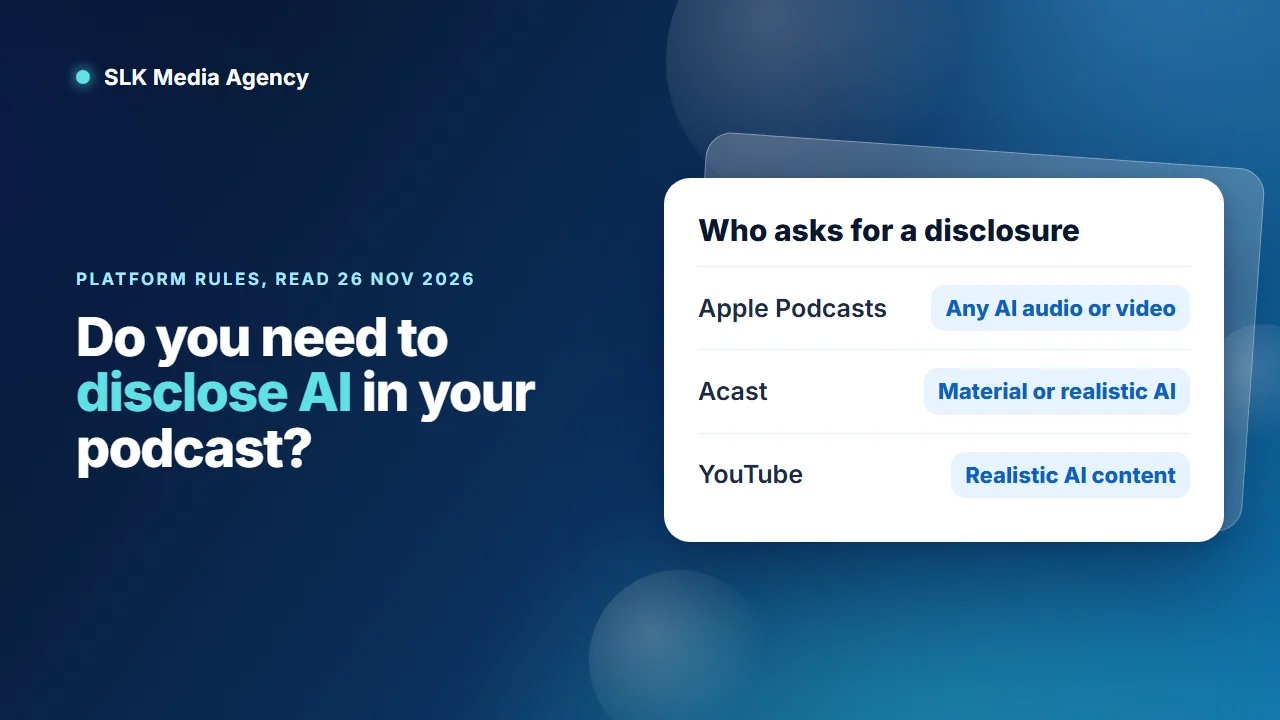 SLK Media Agency
PLATFORM RULES, READ 26 NOV 2026
Do you need to
disclose AI in your
podcast?
Who asks for a disclosure
Apple Podcasts Any AI audio or video
Acast Material or realistic AI
YouTube Realistic AI content